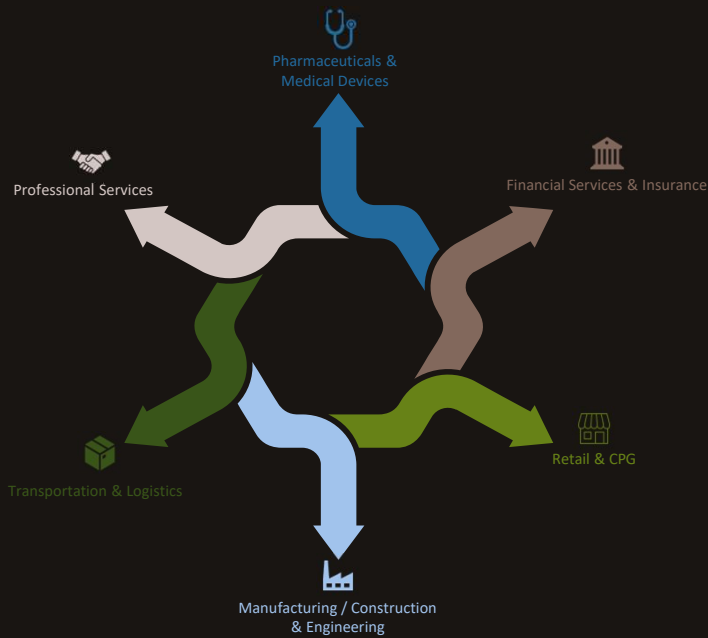 Pharmaceuticals &
Medical Devices
Professional Services
Financial Services & Insurance
Retail & CPG
Transportation & Logistics
Manufacturing / Construction
& Engineering